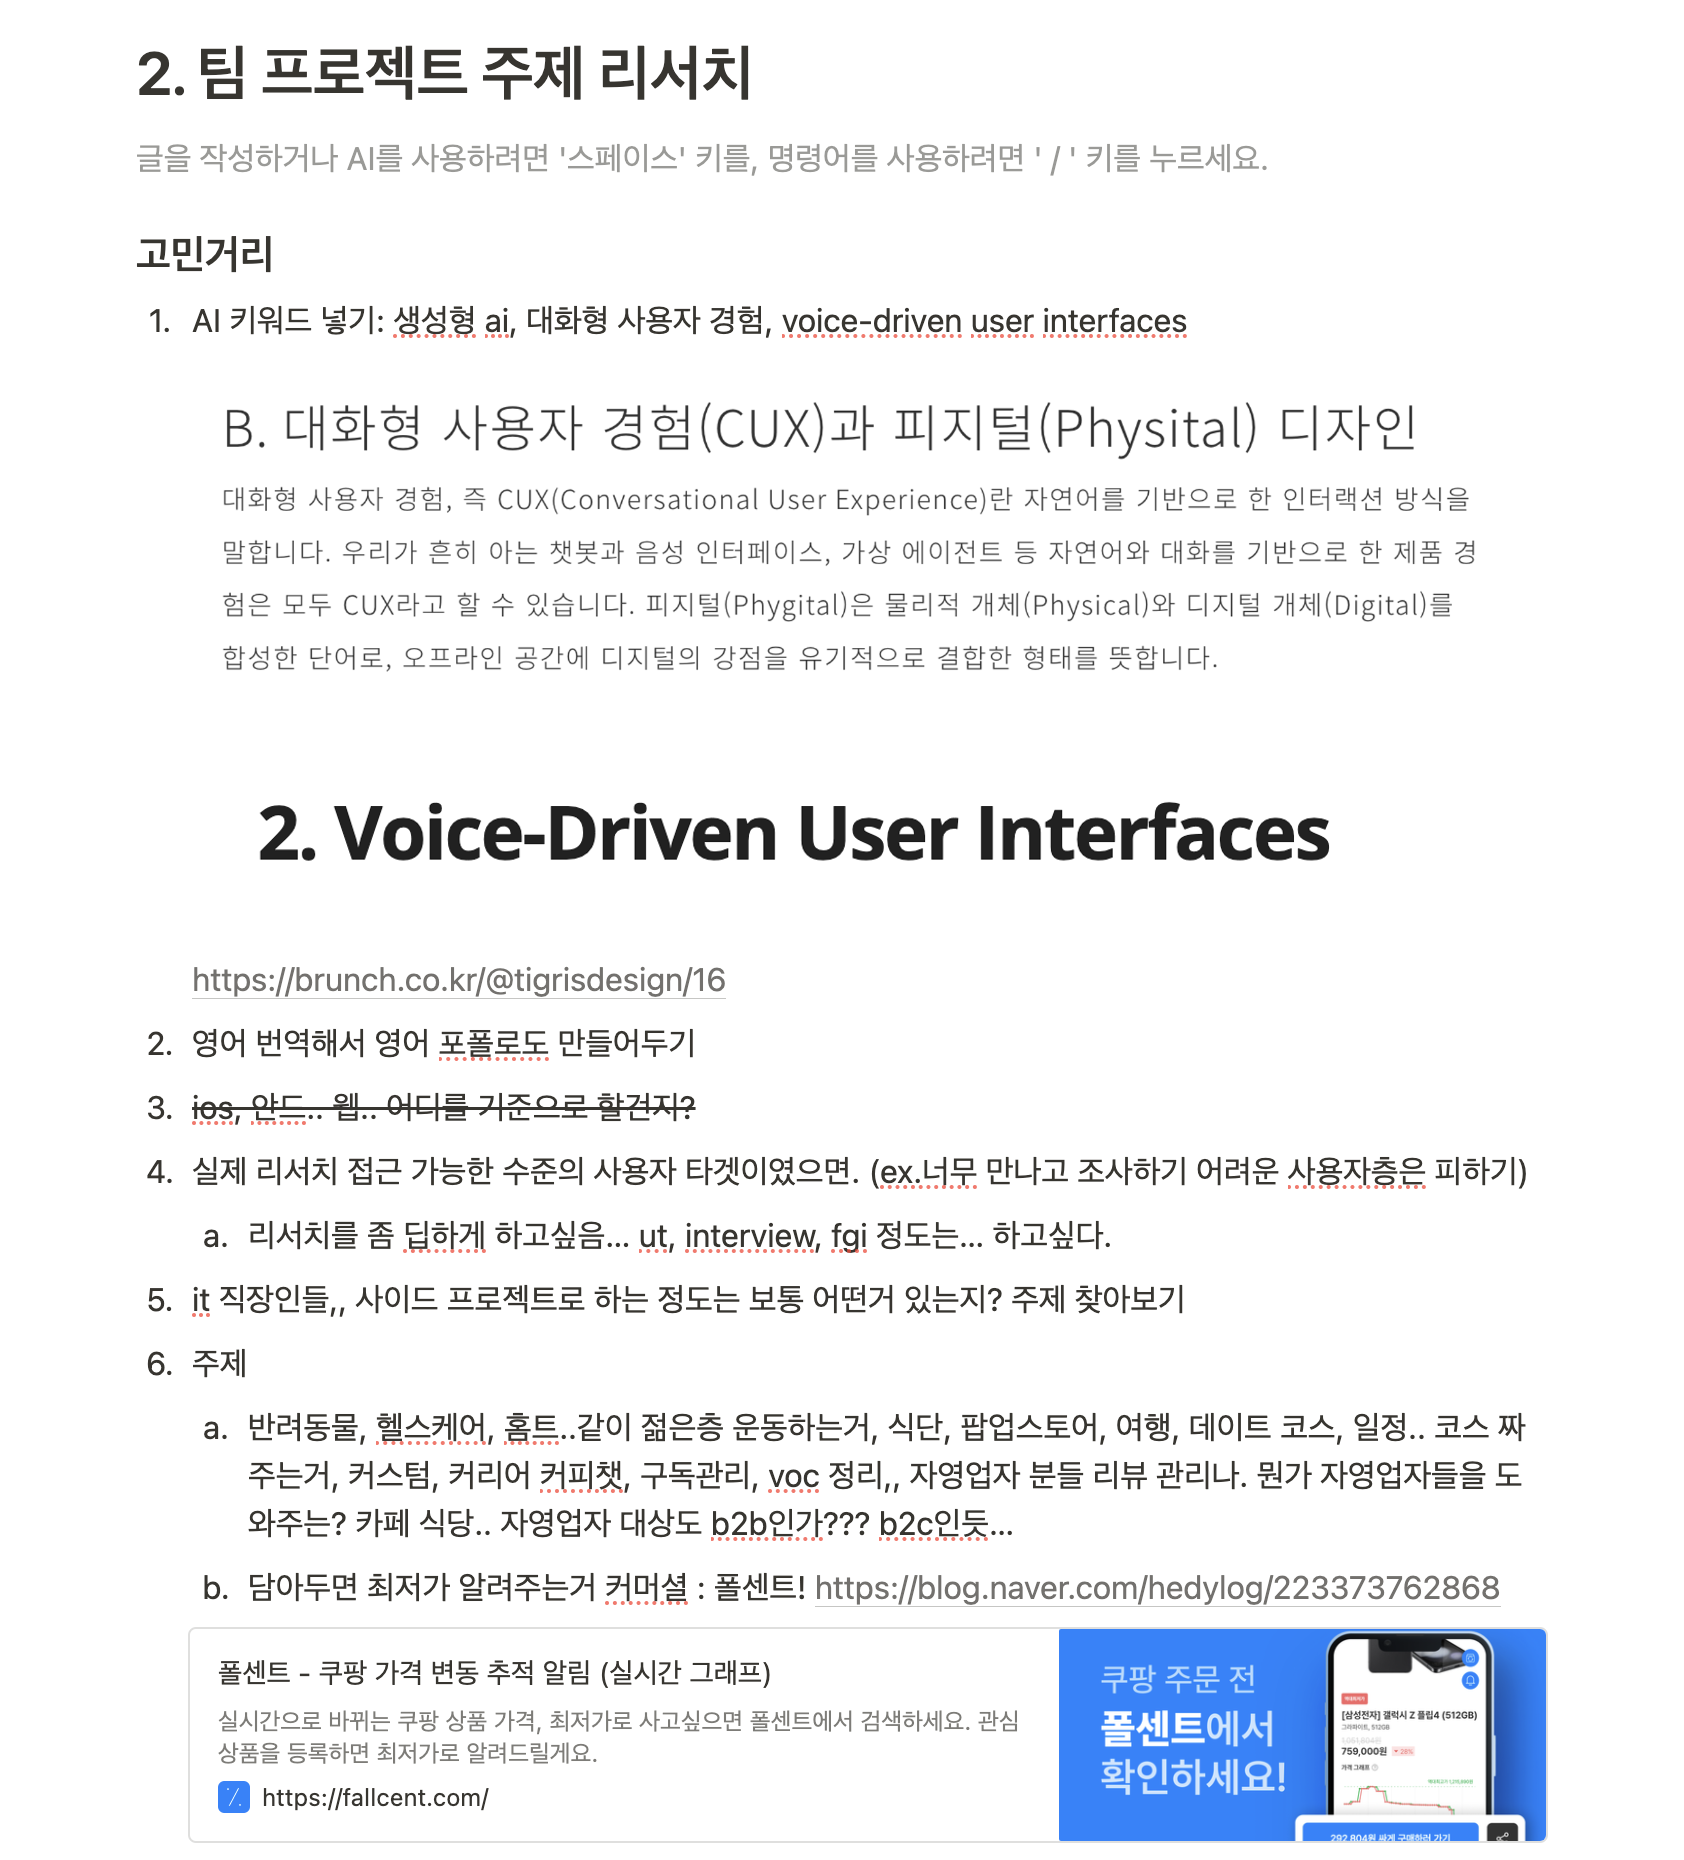 2. 팀 프로젝트 주제 리서치
글을 작성하거나 AI를 사용하려면 '스페이스' 키를, 명령어를 사용하려면 ' / ' 키를 누르세요.
고민거리
1. AI 키워드 넣기: 생성형 ai, 대화형 사용자 경험, voice-driven user interfaces
B. 대화형 사용자 경험(CUX)과 피지털(Physital) 디자인
대화형 사용자 경험, 즉 CUX(Conversational User Experience)란 자연어를 기반으로 한 인터랙션 방식을
말합니다. 우리가 흔히 아는 챗봇과 음성 인터페이스, 가상 에이전트 등 자연어와 대화를 기반으로 한 제품 경
험은 모두 CUX라고 할 수 있습니다. 피지털(Phygital)은 물리적 개체(Physical)와 디지털 개체(Digital)를
합성한 단어로, 오프라인 공간에 디지털의 강점을 유기적으로 결합한 형태를 뜻합니다.
2. Voice-Driven User Interfaces
https://brunch.co.kr/@tigrisdesign/16
2. 영어 번역해서 영어 포폴로도 만들어두기
3. ios, 안드.. 웹.. 어디를 기준으로 할건지?
4. 실제 리서치 접근 가능한 수준의 사용자 타겟이였으면. (ex.너무 만나고 조사하기 어려운 사용자층은 피하기)
a. 리서치를 좀 딥하게 하고싶음... ut, interview, fgi 정도는... 하고싶다.
5. it 직장인들,, 사이드 프로젝트로 하는 정도는 보통 어떤거 있는지? 주제 찾아보기
6. 주제
a. 반려동물, 헬스케어, 홈트..같이 젊은층 운동하는거, 식단, 팝업스토어, 여행, 데이트 코스, 일정.. 코스 짜
주는거, 커스텀, 커리어 커피챗, 구독관리, voc 정리,, 자영업자 분들 리뷰 관리나. 뭔가 자영업자들을 도
와주는? 카페 식당.. 자영업자 대상도 b2b인가??? b2c인듯...
b. 담아두면 최저가 알려주는거 커머셜 : 폴센트! https://blog.naver.com/hedylog/223373762868
폴센트 - 쿠팡 가격 변동 추적 알림 (실시간 그래프)
실시간으로 바뀌는 쿠팡 상품 가격, 최저가로 사고싶으면 폴센트에서 검색하세요. 관심
상품을 등록하면 최저가로 알려드릴게요.
https://fallcent.com/
쿠팡 주문 전
폴센트에서
확인하세요!
[삼성전자] 갤럭시 Z 플립4 (512GB)
그라파이트, 512GB
759,000원
28%
가격 그래프
292,804원 싸게 구매하러 가기